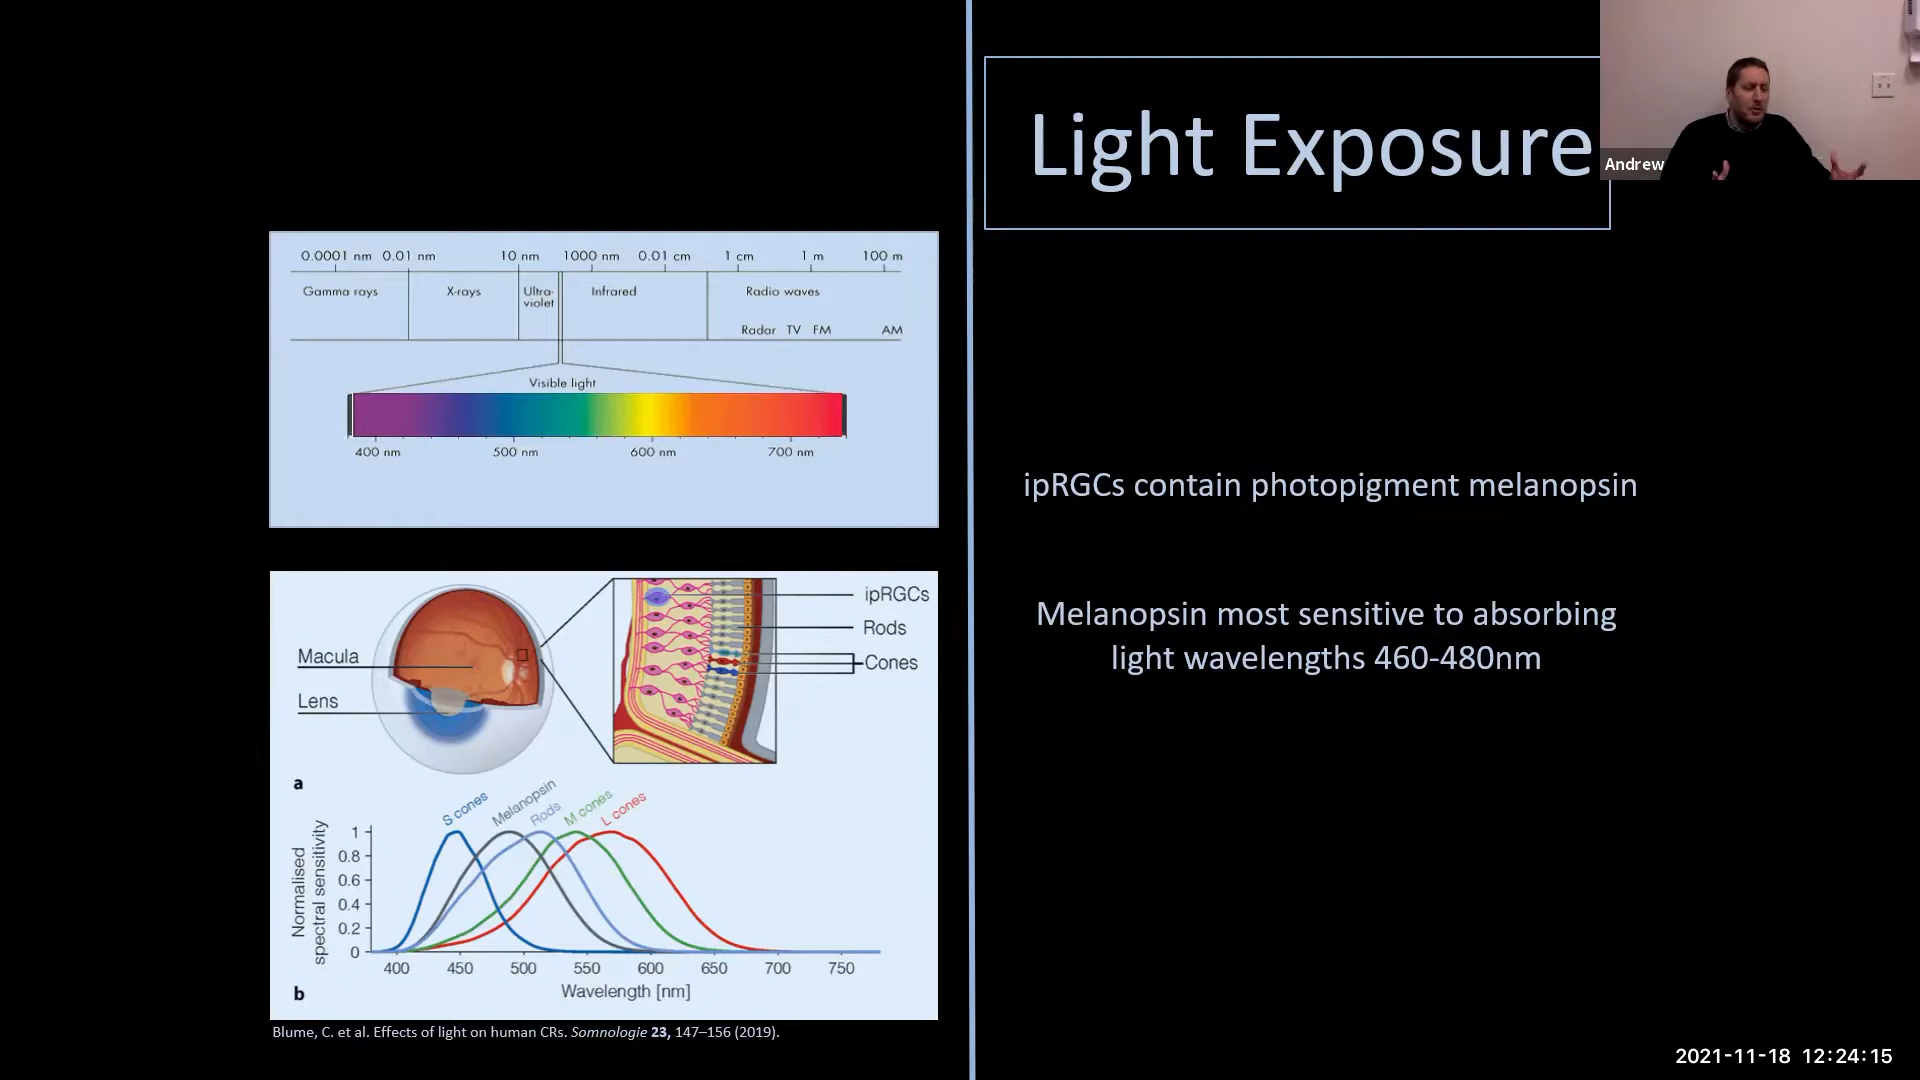 Light Exposure
Andrew
0.0001 nm 0.01 nm 10 nm 1000 nm 0.01 cm 1 cm 1 m 100 m
Gamma rays X-rays Ultra- Infrared Radio waves
violet
Radar TV FM AM
Visible light
400 nm 500 nm 600 nm 700 nm
ipRGCs contain photopigment melanopsin
Melanopsin most sensitive to absorbing
light wavelengths 460-480nm
ipRGCs
Rods
Cones
Macula
Lens
a
S cones Melanopsin Rods M cones L cones
Normalised
spectral sensitivity
1
0.8
0.6
0.4
0.2
0
400 450 500 550 600 650 700 750
Wavelength [nm]
b
Blume, C. et al. Effects of light on human CRs. Somnologie 23, 147–156 (2019).
2021-11-18 12:24:15